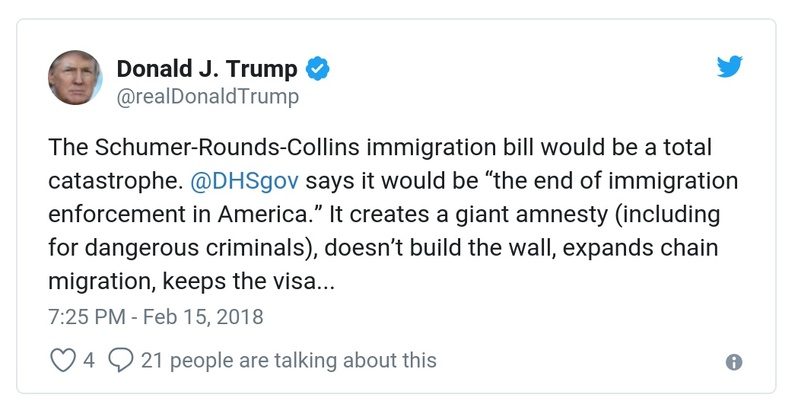 Donald J. Trump
@realDonaldTrump
The Schumer-Rounds-Collins immigration bill would be a total
catastrophe. @DHSgov says it would be “the end of immigration
enforcement in America.” It creates a giant amnesty (including
for dangerous criminals), doesn’t build the wall, expands chain
migration, keeps the visa...
7:25 PM - Feb 15, 2018
4 21 people are talking about this